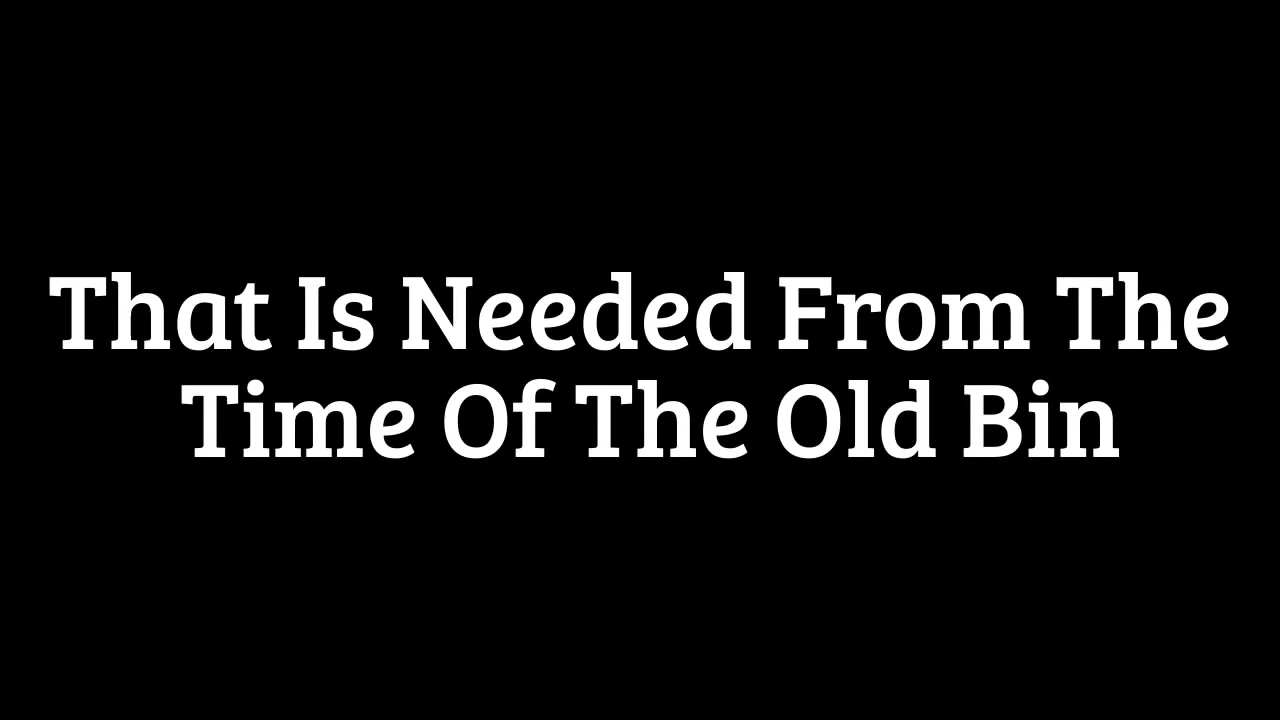 That Is Needed From The
Time Of The Old Bin